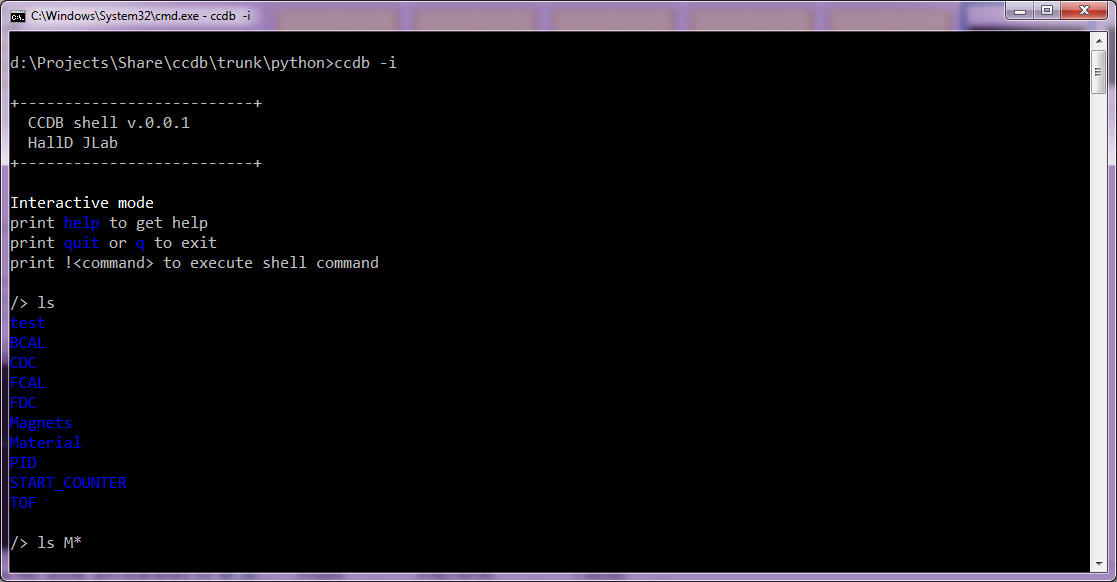 C:\Windows\System32\cmd.exe - ccdb -i
d:\Projects\Share\ccdb\trunk\python>ccdb -i
+--------------------------+
CCDB shell v.0.0.1
HallD JLab
+--------------------------+
Interactive mode
print help to get help
print quit or q to exit
print !<command> to execute shell command
/> ls
test
BCAL
CDC
FCAL
FDC
Magnets
Material
PID
START_COUNTER
TOF
/> ls M*